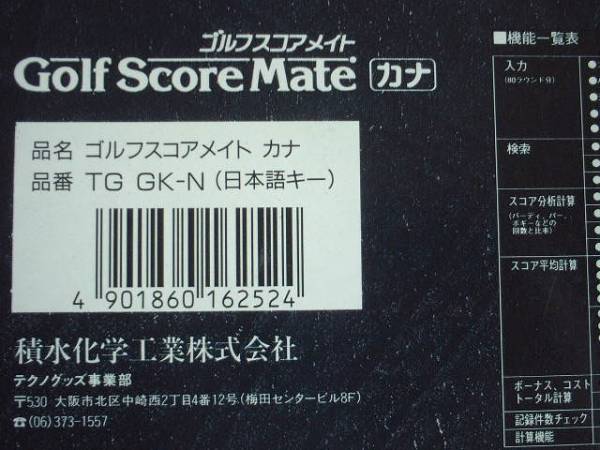 ゴルフスコアメイト
Golf Score Mate カナ
品名 ゴルフスコアメイト カナ
品番 TG GK-N(日本語キー)
4 901860 162524
積水化学工業株式会社
テクノグッズ事業部
〒530 大阪市北区中崎西2丁目4番12号(梅田センタービル8F)
☎(06)373-1557
■機能一覧表
入力
(80ラウンド分)
検索
スコア分析計算
(バーディ、パー、
ボギーなどの
回数と比率)
スコア平均計算
ボーナス、コスト
トータル計算
記録件数チェック
計算機能